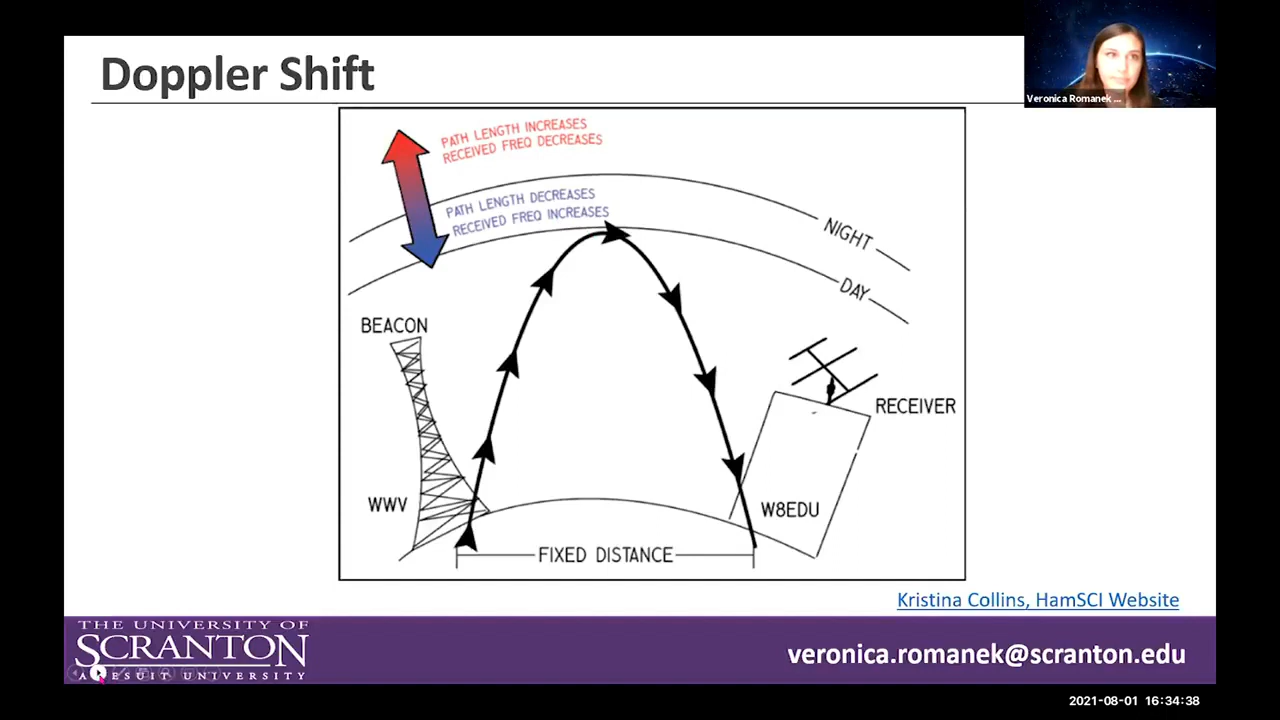 Doppler Shift
Veronica Romanek ...
PATH LENGTH INCREASES
RECEIVED FREQ DECREASES
PATH LENGTH DECREASES
RECEIVED FREQ INCREASES
NIGHT
DAY
BEACON
RECEIVER
WWV
W8EDU
FIXED DISTANCE
Kristina Collins, HamSCI Website
THE UNIVERSITY OF
SCRANTON
A JESUIT UNIVERSITY
veronica.romanek@scranton.edu
2021-08-01 16:34:38